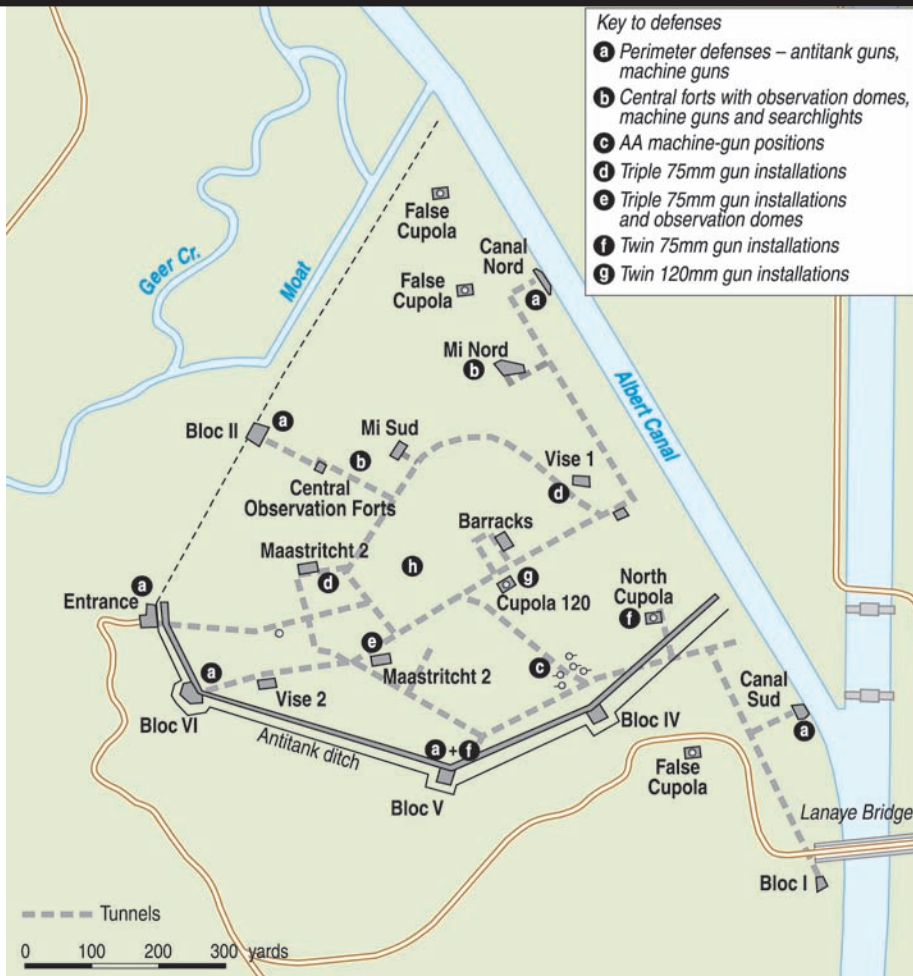 Key to defenses
a Perimeter defenses – antitank guns,
machine guns
b Central forts with observation domes,
machine guns and searchlights
c AA machine-gun positions
d Triple 75mm gun installations
e Triple 75mm gun installations
and observation domes
f Twin 75mm gun installations
g Twin 120mm gun installations
False
Cupola
Canal
Nord
Geer Cr.
Moat
False
Cupola
a
Mi Nord
b
Albert Canal
Bloc II
a
Mi Sud
b
Central
Observation Forts
Vise 1
d
Barracks
Maastritcht 2
d
h
g
Cupola 120
North
Cupola
f
a
Entrance
e
Maastritcht 2
c
a
Vise 2
Canal
Sud
a
Bloc VI
Bloc IV
Antitank ditch
a + f
Bloc V
False
Cupola
Lanaye Bridge
Bloc I
Tunnels
0 100 200 300 yards